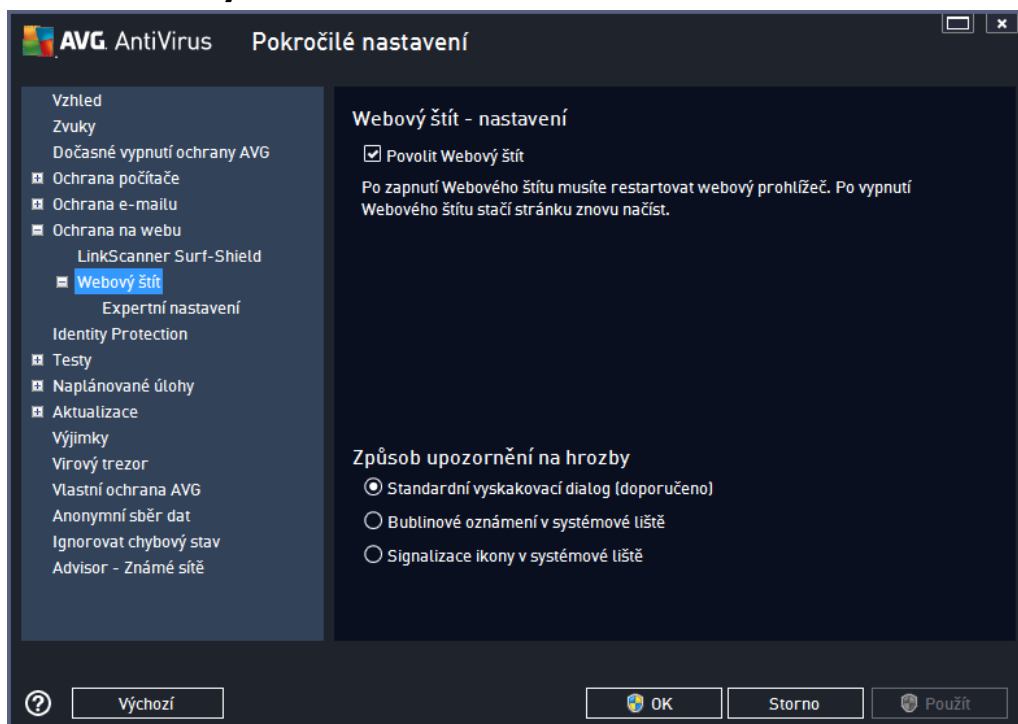 AVG AntiVirus Pokročilé nastavení
Vzhled
Zvuky
Dočasné vypnutí ochrany AVG
Ochrana počítače
Ochrana e-mailu
Ochrana na webu
LinkScanner Surf-Shield
Webový štít
Expertní nastavení
Identity Protection
Testy
Naplánované úlohy
Aktualizace
Výjimky
Virový trezor
Vlastní ochrana AVG
Anonymní sběr dat
Ignorovat chybový stav
Advisor - Známé sítě
Webový štít - nastavení
Povolit Webový štít
Po zapnutí Webového štítu musíte restartovat webový prohlížeč. Po vypnutí
Webového štítu stačí stránku znovu načíst.
Způsob upozornění na hrozby
Standardní vyskakovací dialog (doporučeno)
Bublinové oznámení v systémové liště
Signalizace ikony v systémové liště
Výchozí
OK
Storno
Použít